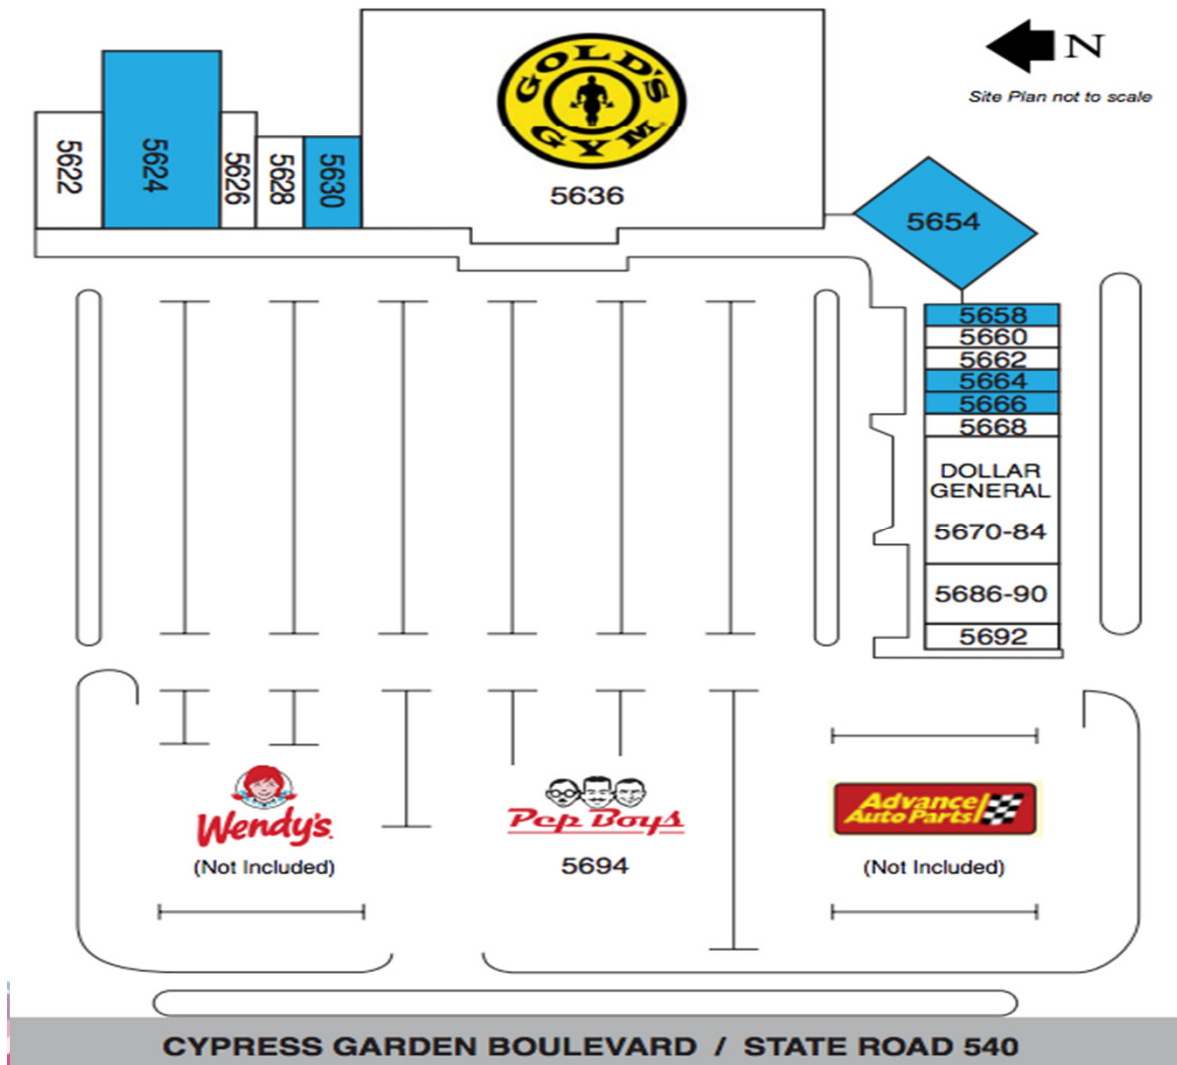 GOLD'S
GYM
5636
N
Site Plan not to scale
5622
5624
5626
5628
5630
5654
5658
5660
5662
5664
5666
5668
DOLLAR
GENERAL
5670-84
5686-90
5692
Wendy's
(Not Included)
Pep Boys
5694
Advance
Auto Parts
(Not Included)
CYPRESS GARDEN BOULEVARD / STATE ROAD 540